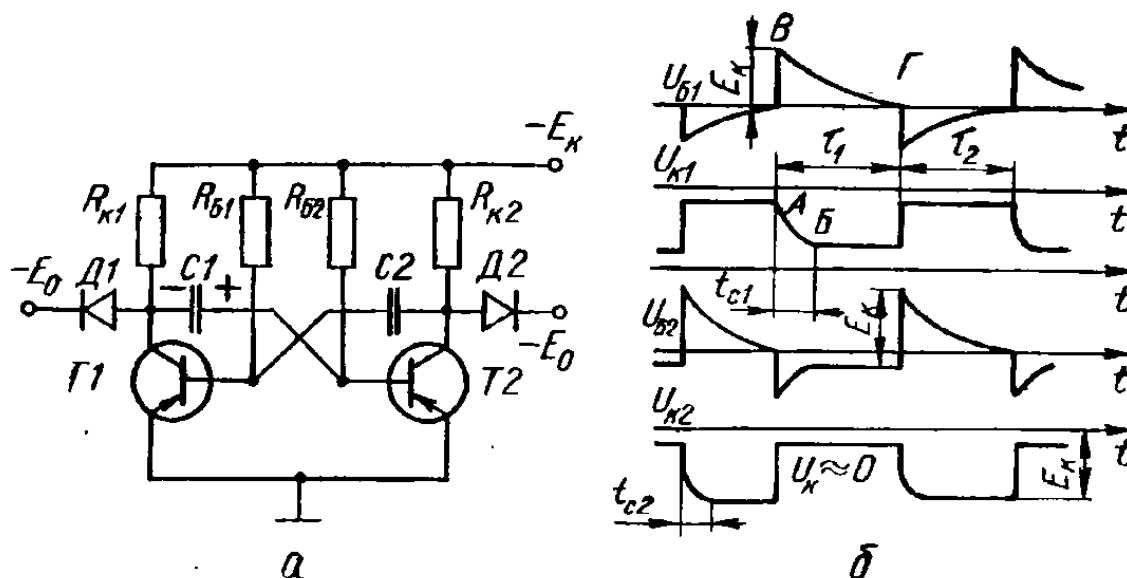 -Eк
Rк1
Rб1
Rб2
Rк2
-E0
Д1
-
C1
+
C2
Д2
-E0
T1
T2
а
В
Г
Eк
Uб1
t
τ1
τ2
Uк1
t
А
Б
tc1
t
Uб2
Eк
t
Uк2
t
Uк≈0
Eк
tc2
б